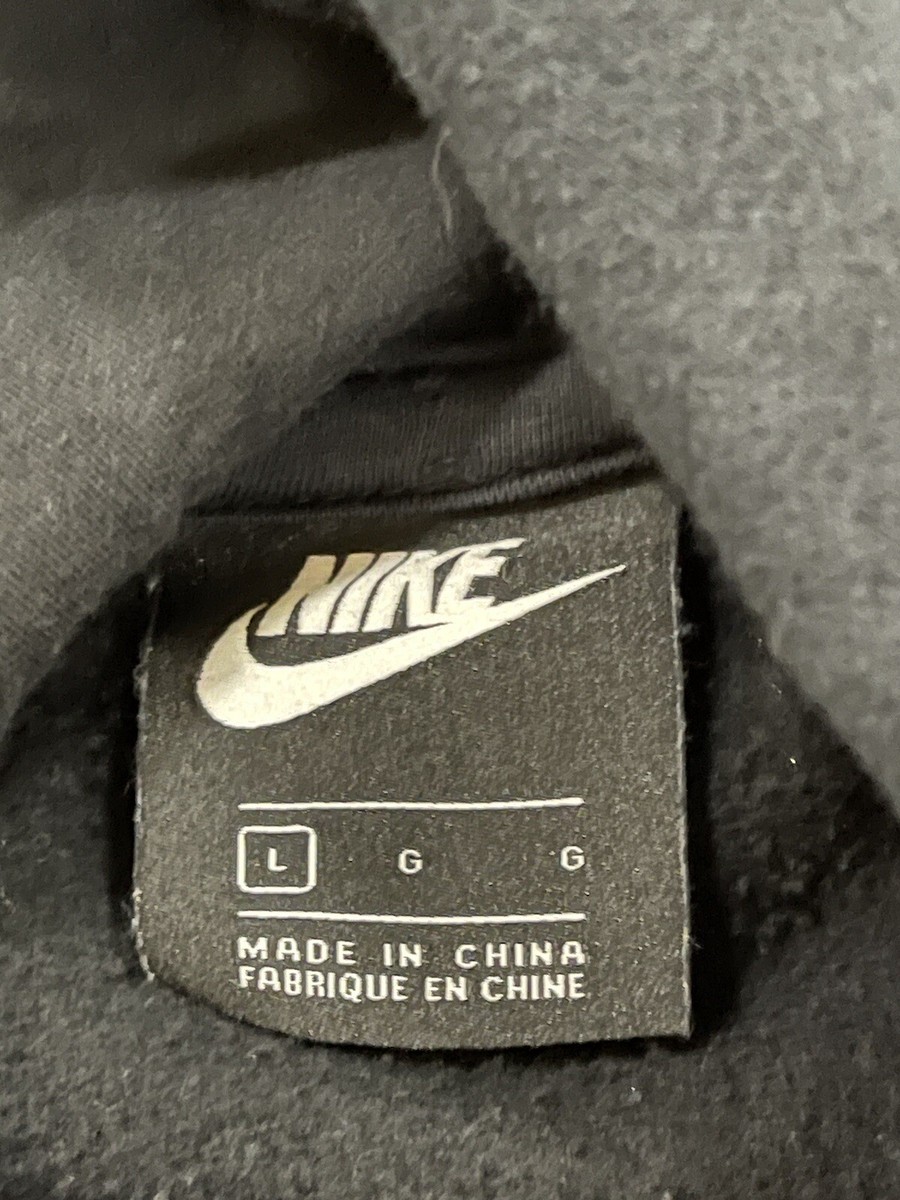 NIKE
L G G
MADE IN CHINA
FABRIQUE EN CHINE